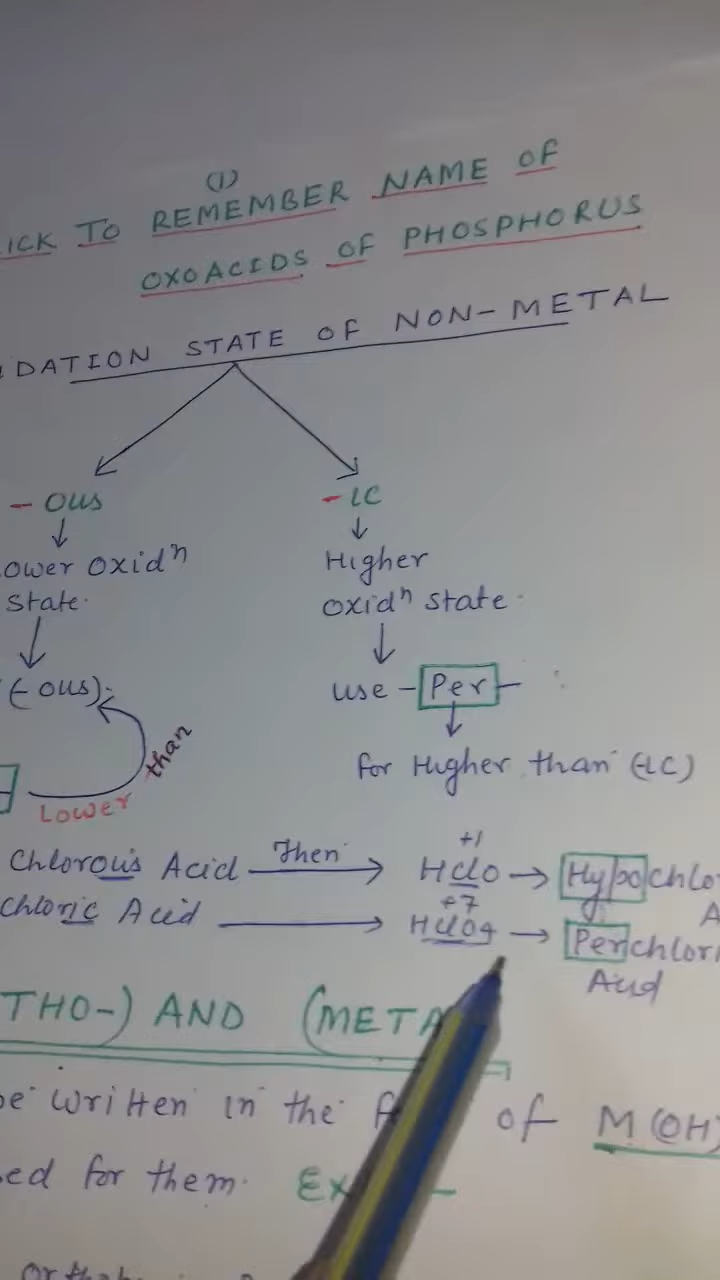 (1)
ICK TO REMEMBER NAME OF
OXOACIDS OF PHOSPHORUS
DATION STATE OF NON-METAL
- OUS
- IC
ower oxidⁿ
State.
Higher
oxidⁿ state.
(-OUS).
use - Per -
than
Lower
for Higher than (-IC)
Chlorous Acid Then HClO → Hypochlo
+1
chloric Acid → HClO4 → Perchlori
+7
Acid
THO-) AND (META
be written in the of M(OH)
ed for them. Ex